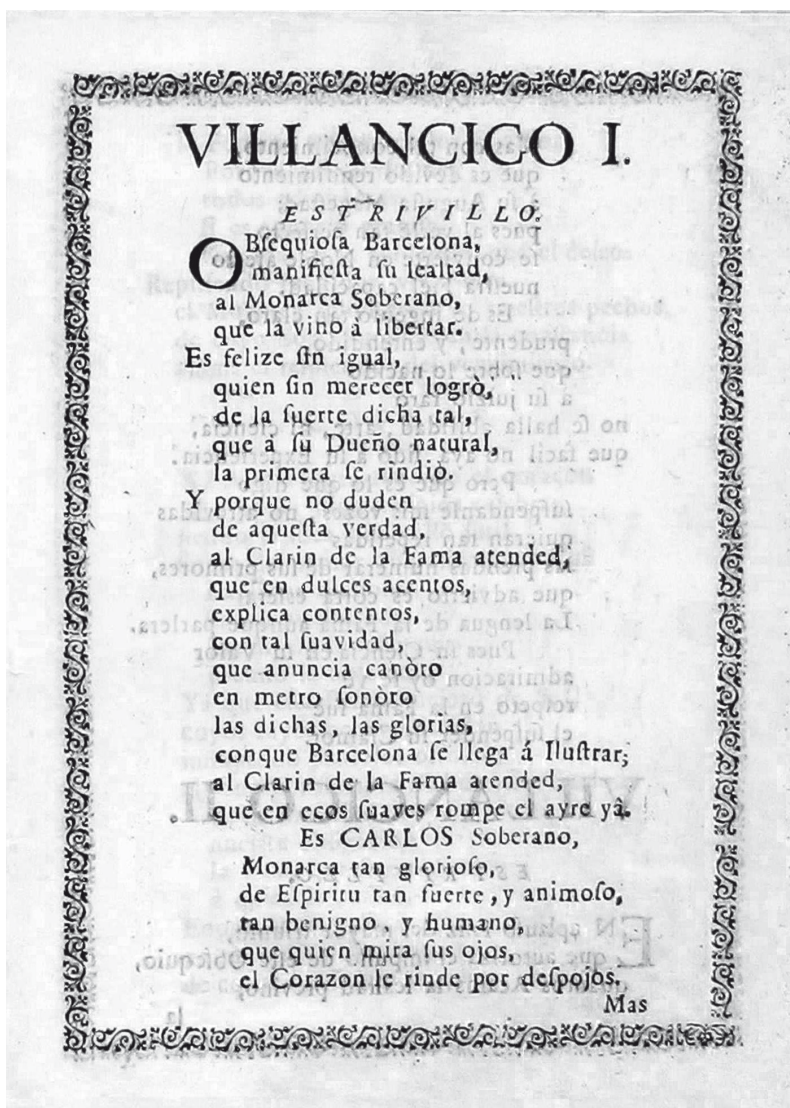 VILLANCIGO I.
ESTRIVILLO.
OBſequioſa Barcelona,
manifieſta ſu lealtad,
al Monarca Soberano,
que la vino à libertar.
Es felize ſin igual,
quien ſin merecer logrò,
de la ſuerte dicha tal,
que à ſu Dueño natural,
la primera ſe rindiò.
Y porque no duden
de aqueſta verdad,
al Clarin de la Fama atended,
que en dulces acentos,
explica contentos,
con tal ſuavidad,
que anuncia canòro
en metro ſonòro
las dichas, las glorias,
conque Barcelona ſe llega á Iluſtrar;
al Clarin de la Fama atended,
que en ecos ſuaves rompe el ayre yâ.
Es CARLOS Soberano,
Monarca tan glorioſo,
de Eſpiritu tan fuerte, y animoſo,
tan benigno, y humano,
que quien mira ſus ojos,
el Corazon le rinde por deſpojos.
Mas